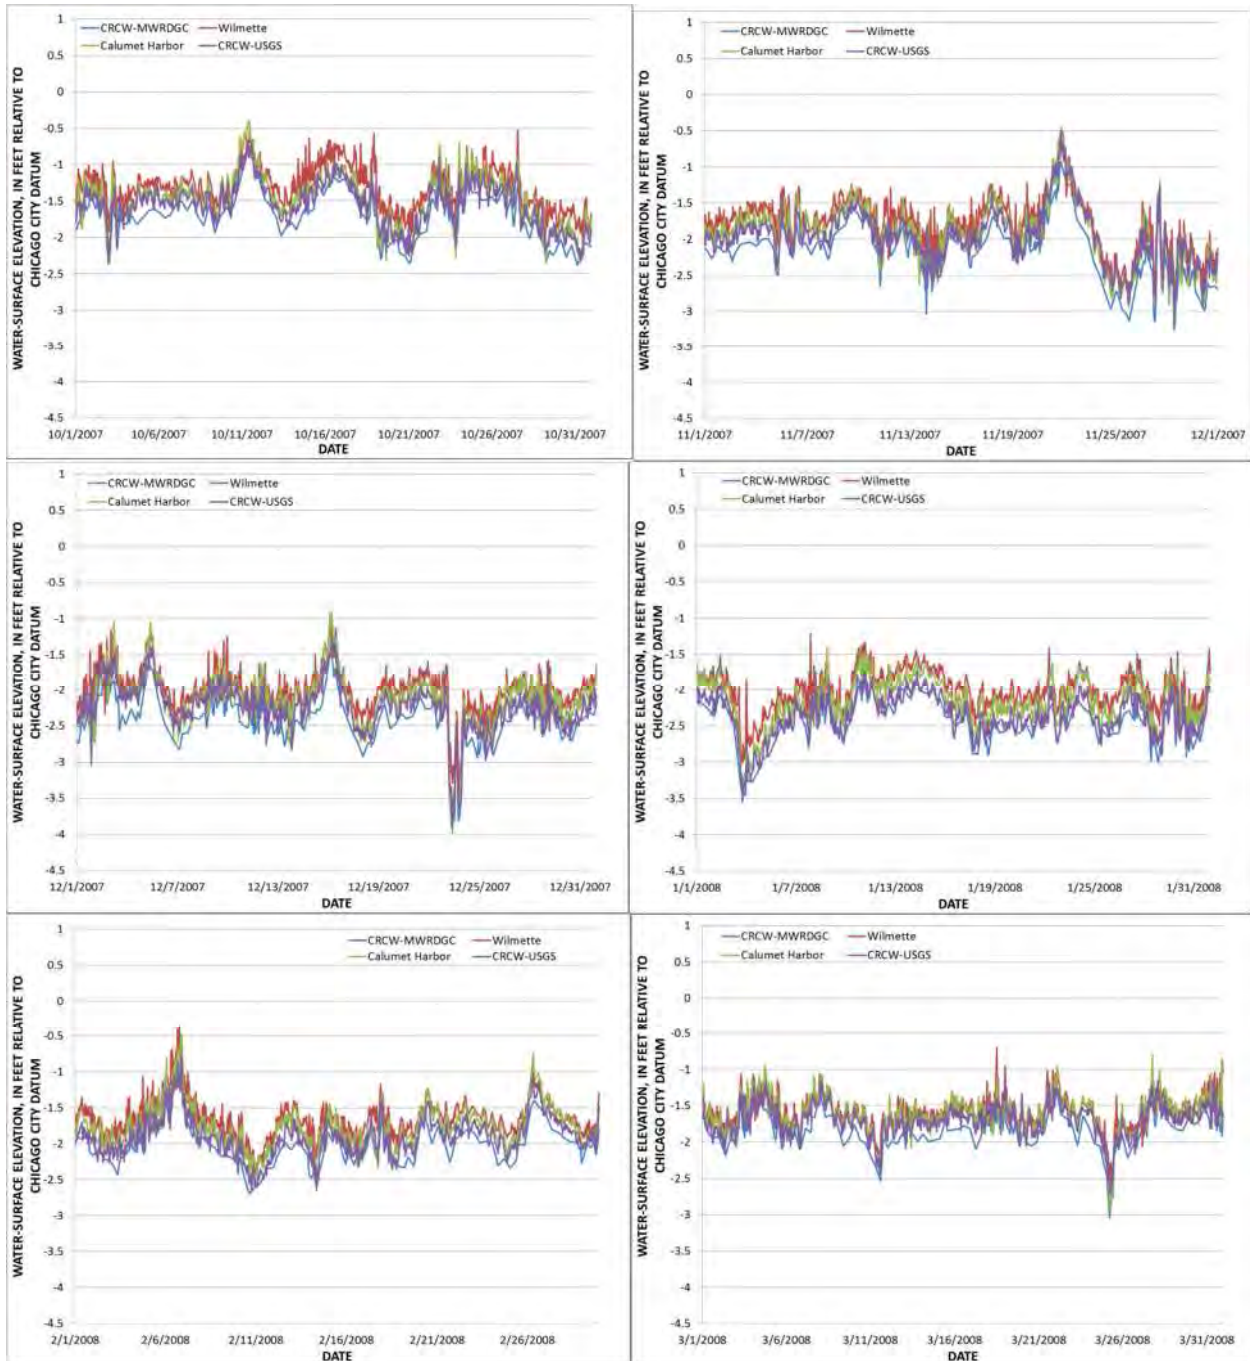 WATER-SURFACE ELEVATION, IN FEET RELATIVE TO
CHICAGO CITY DATUM
CRCW-MWRDGC Wilmette
Calumet Harbor CRCW-USGS
1
0.5
0
-0.5
-1
-1.5
-2
-2.5
-3
-3.5
-4
-4.5
10/1/2007 10/6/2007 10/11/2007 10/16/2007 10/21/2007 10/26/2007 10/31/2007
DATE
WATER-SURFACE ELEVATION, IN FEET RELATIVE TO
CHICAGO CITY DATUM
CRCW-MWRDGC Wilmette
Calumet Harbor CRCW-USGS
1
0.5
0
-0.5
-1
-1.5
-2
-2.5
-3
-3.5
-4
-4.5
11/1/2007 11/7/2007 11/13/2007 11/19/2007 11/25/2007 12/1/2007
DATE
WATER-SURFACE ELEVATION, IN FEET RELATIVE TO
CHICAGO CITY DATUM
CRCW-MWRDGC Wilmette
Calumet Harbor CRCW-USGS
1
0.5
0
-0.5
-1
-1.5
-2
-2.5
-3
-3.5
-4
-4.5
12/1/2007 12/7/2007 12/13/2007 12/19/2007 12/25/2007 12/31/2007
DATE
WATER-SURFACE ELEVATION, IN FEET RELATIVE TO
CHICAGO CITY DATUM
CRCW-MWRDGC Wilmette
Calumet Harbor CRCW-USGS
1
0.5
0
-0.5
-1
-1.5
-2
-2.5
-3
-3.5
-4
-4.5
1/1/2008 1/7/2008 1/13/2008 1/19/2008 1/25/2008 1/31/2008
DATE
WATER-SURFACE ELEVATION, IN FEET RELATIVE TO
CHICAGO CITY DATUM
CRCW-MWRDGC Wilmette
Calumet Harbor CRCW-USGS
1
0.5
0
-0.5
-1
-1.5
-2
-2.5
-3
-3.5
-4
-4.5
2/1/2008 2/6/2008 2/11/2008 2/16/2008 2/21/2008 2/26/2008
DATE
WATER-SURFACE ELEVATION, IN FEET RELATIVE TO
CHICAGO CITY DATUM
CRCW-MWRDGC Wilmette
Calumet Harbor CRCW-USGS
1
0.5
0
-0.5
-1
-1.5
-2
-2.5
-3
-3.5
-4
-4.5
3/1/2008 3/6/2008 3/11/2008 3/16/2008 3/21/2008 3/26/2008 3/31/2008
DATE